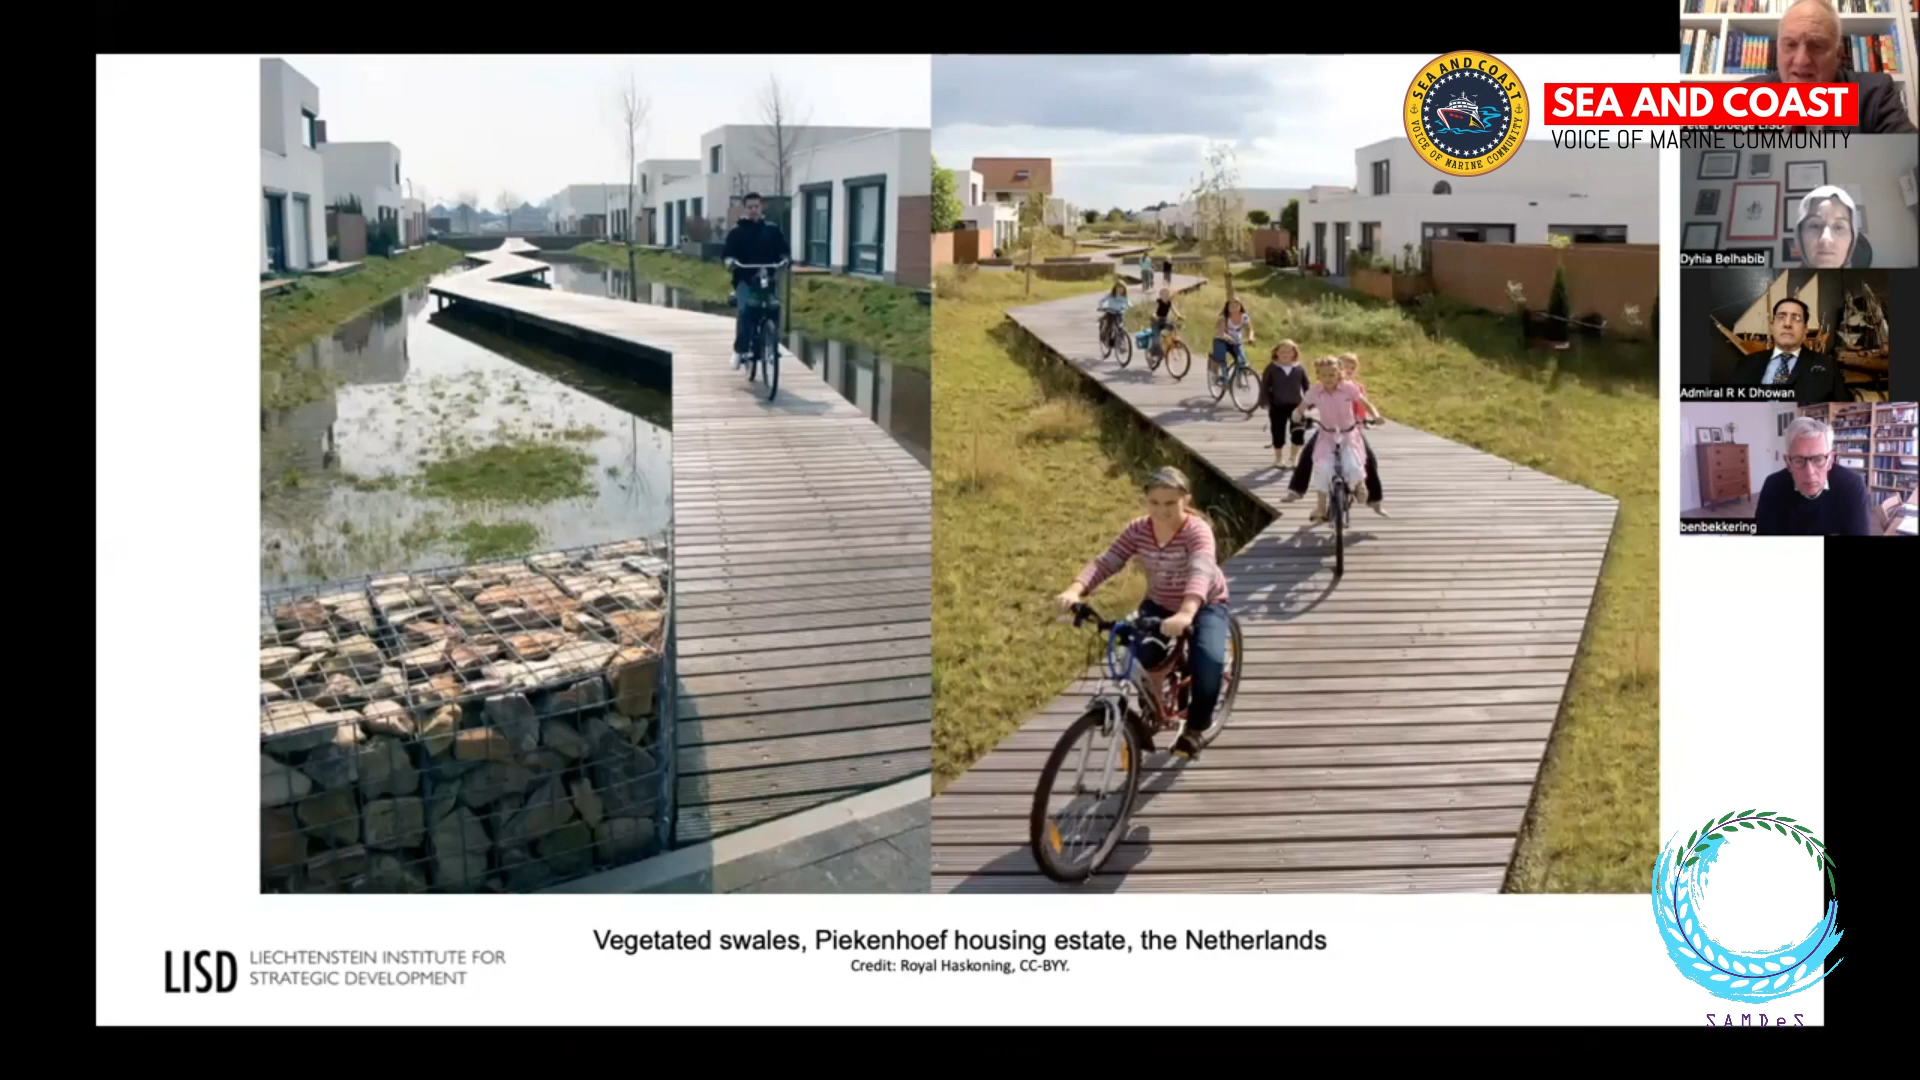 SEA AND COAST
VOICE OF MARINE COMMUNITY
SEA AND COAST
VOICE OF MARINE COMMUNITY
Dyhia Belhabib
Admiral R K Dhowan
benbekkering
Vegetated swales, Piekenhoef housing estate, the Netherlands
Credit: Royal Haskoning, CC-BYY.
LISD
LIECHTENSTEIN INSTITUTE FOR
STRATEGIC DEVELOPMENT
SAMDeS